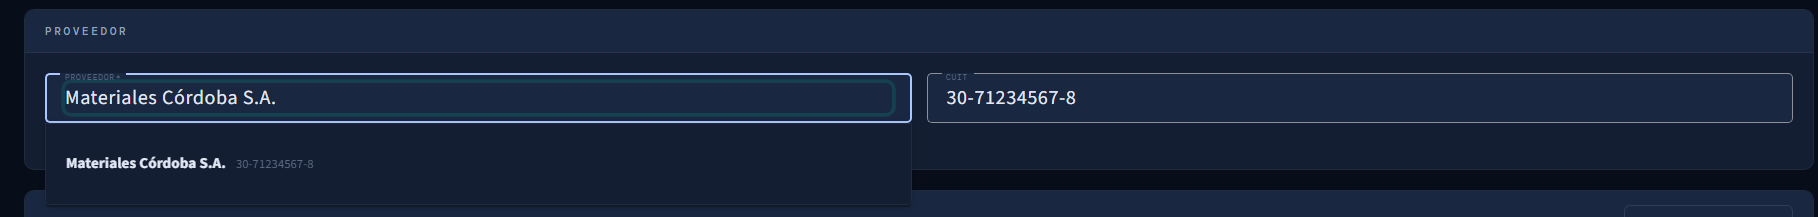 PROVEEDOR
PROVEEDOR*
Materiales Córdoba S.A.
CUIT
30-71234567-8
Materiales Córdoba S.A. 30-71234567-8